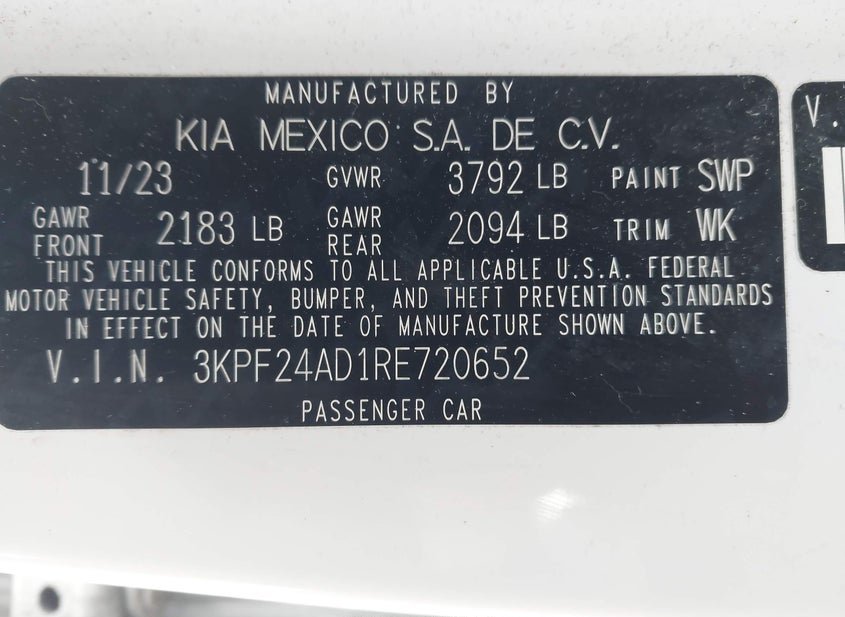 MANUFACTURED BY
KIA MEXICO S.A. DE C.V.
11/23 GVWR 3792 LB PAINT SWP
GAWR FRONT 2183 LB GAWR REAR 2094 LB TRIM WK
THIS VEHICLE CONFORMS TO ALL APPLICABLE U.S.A. FEDERAL
MOTOR VEHICLE SAFETY, BUMPER, AND THEFT PREVENTION STANDARDS
IN EFFECT ON THE DATE OF MANUFACTURE SHOWN ABOVE.
V.I.N. 3KPF24AD1RE720652
PASSENGER CAR
V.